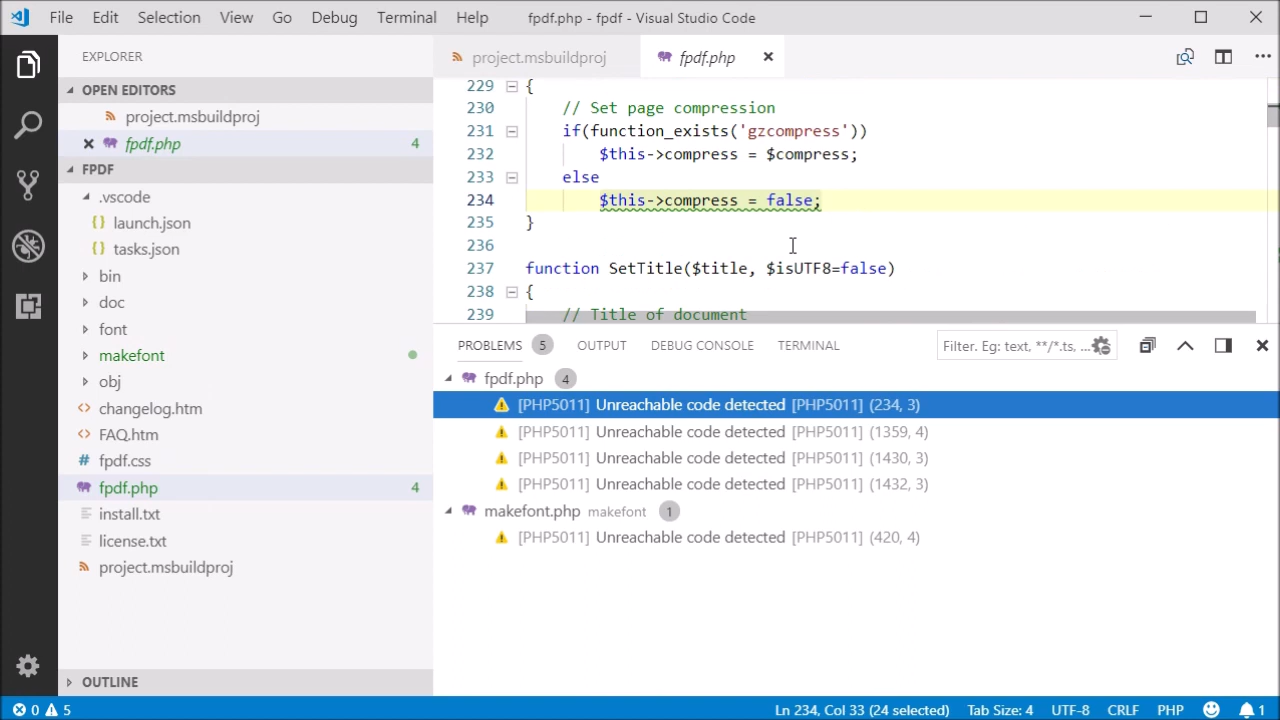 File Edit Selection View Go Debug Terminal Help fpdf.php - fpdf - Visual Studio Code
EXPLORER
OPEN EDITORS
project.msbuildproj
fpdf.php 4
FPDF
.vscode
launch.json
tasks.json
bin
doc
font
makefont
obj
changelog.htm
FAQ.htm
fpdf.css
fpdf.php 4
install.txt
license.txt
project.msbuildproj
OUTLINE
project.msbuildproj fpdf.php
229 {
230 // Set page compression
231 if(function_exists('gzcompress'))
232 $this->compress = $compress;
233 else
234 $this->compress = false;
235 }
236
237 function SetTitle($title, $isUTF8=false)
238 {
239 // Title of document
PROBLEMS 5 OUTPUT DEBUG CONSOLE TERMINAL Filter. Eg: text, **/*.ts, ...
fpdf.php 4
[PHP5011] Unreachable code detected [PHP5011] (234, 3)
[PHP5011] Unreachable code detected [PHP5011] (1359, 4)
[PHP5011] Unreachable code detected [PHP5011] (1430, 3)
[PHP5011] Unreachable code detected [PHP5011] (1432, 3)
makefont.php makefont 1
[PHP5011] Unreachable code detected [PHP5011] (420, 4)
0 5 Ln 234, Col 33 (24 selected) Tab Size: 4 UTF-8 CRLF PHP 1